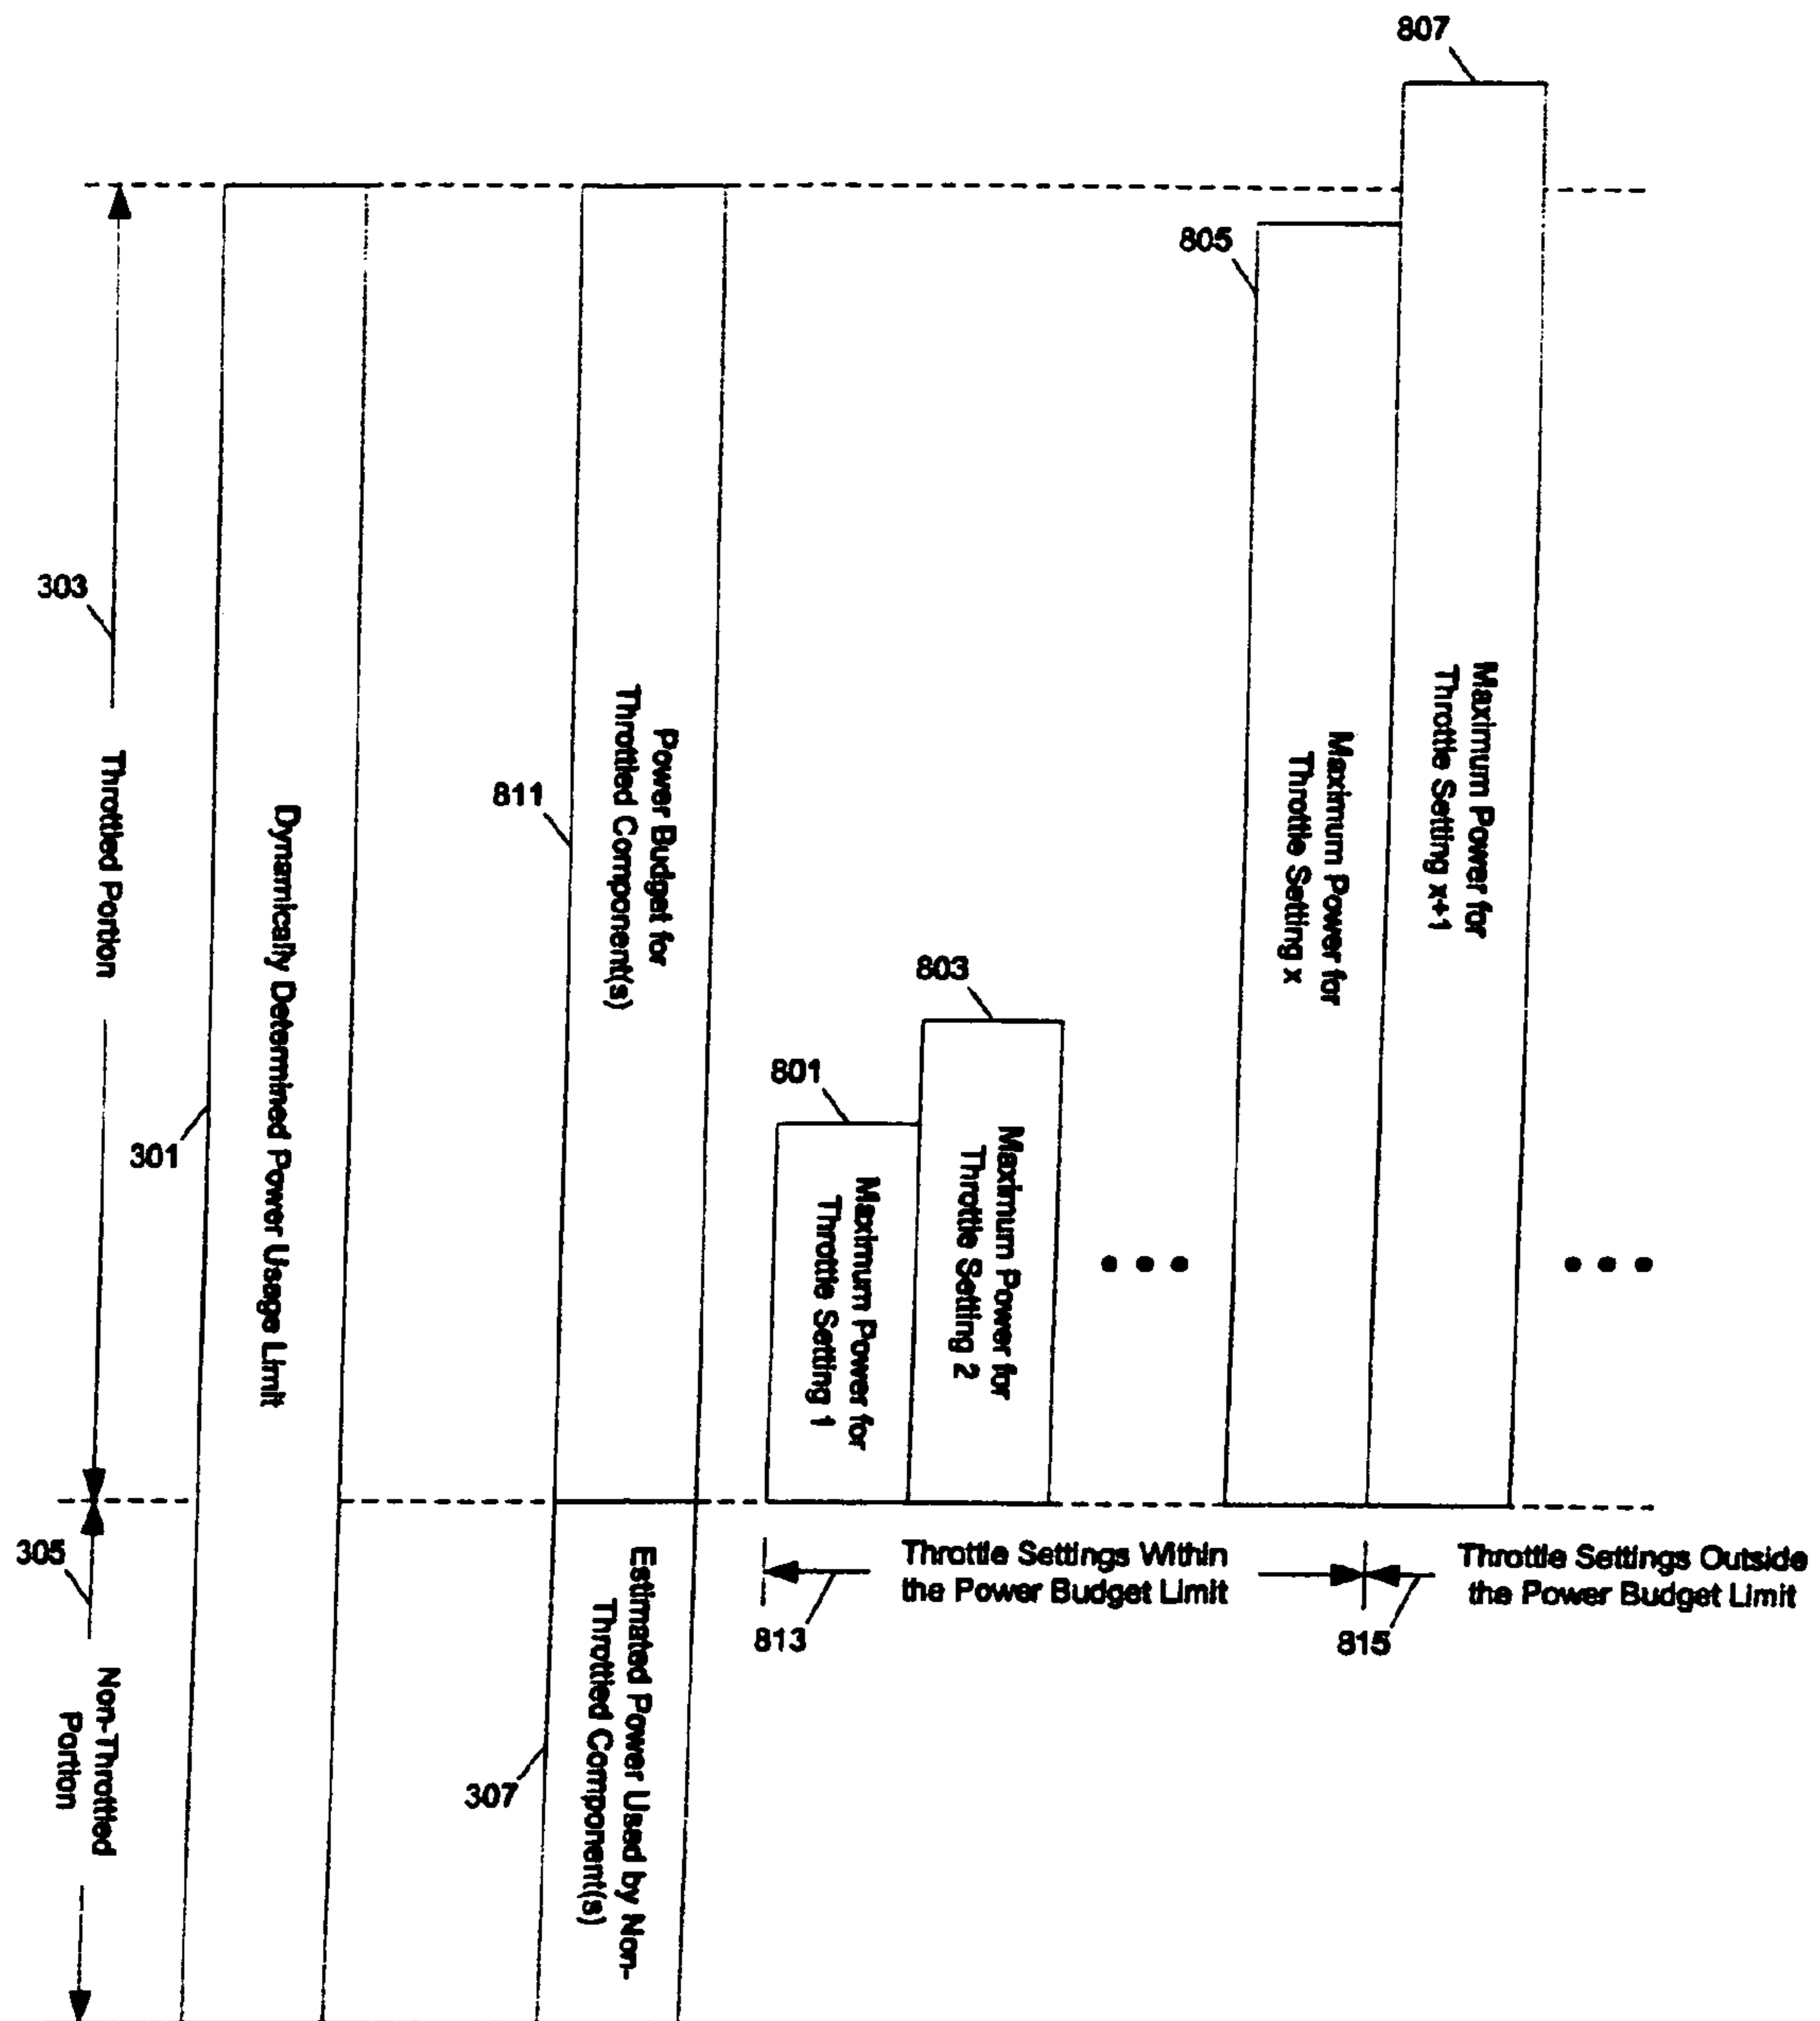 807
805
303
Throttled Portion
301
Dynamically Determined Power Usage Limit
811
Power Budget for
Throttled Component(s)
801
Maximum Power for
Throttle Setting 1
803
Maximum Power for
Throttle Setting 2
Maximum Power for
Throttle Setting x
Maximum Power for
Throttle Setting x+1
305
Non-Throttled
Portion
307
Estimated Power Used by Non-
Throttled Component(s)
Throttle Settings Within
the Power Budget Limit
813
Throttle Settings Outside
the Power Budget Limit
815